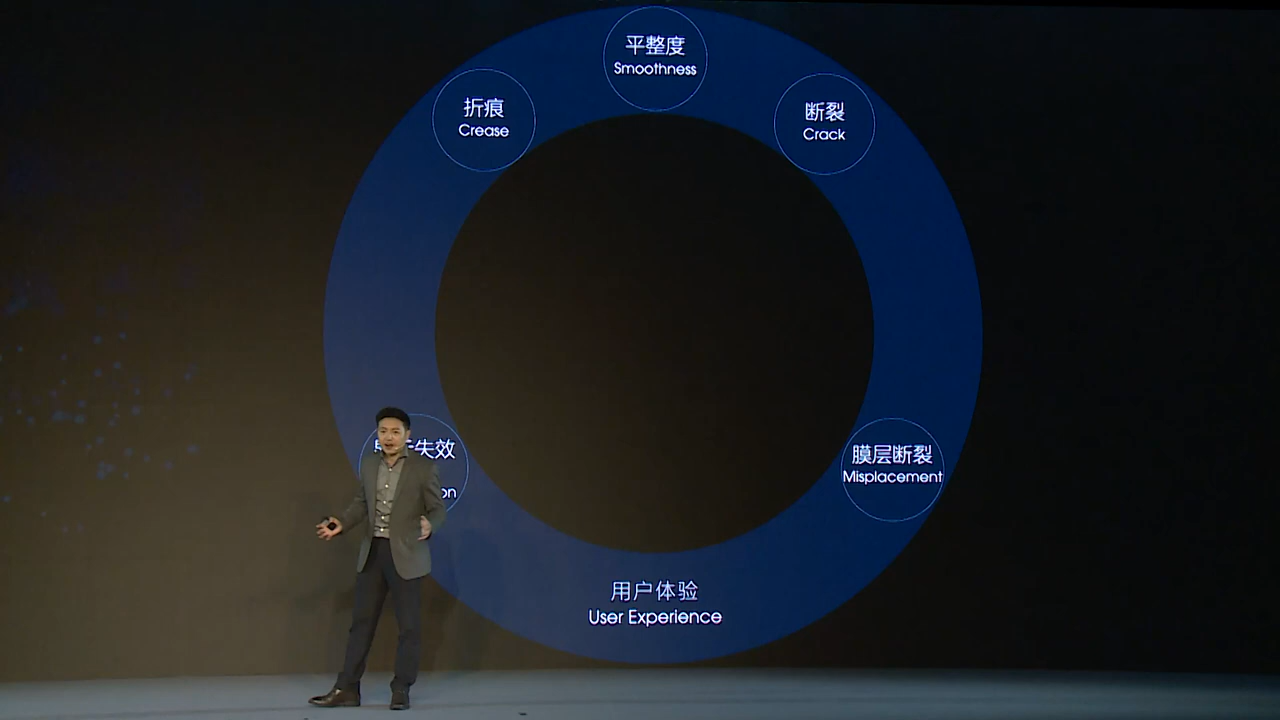 平整度
Smoothness
折痕
Crease
断裂
Crack
失效
膜层断裂
Misplacement
用户体验
User Experience